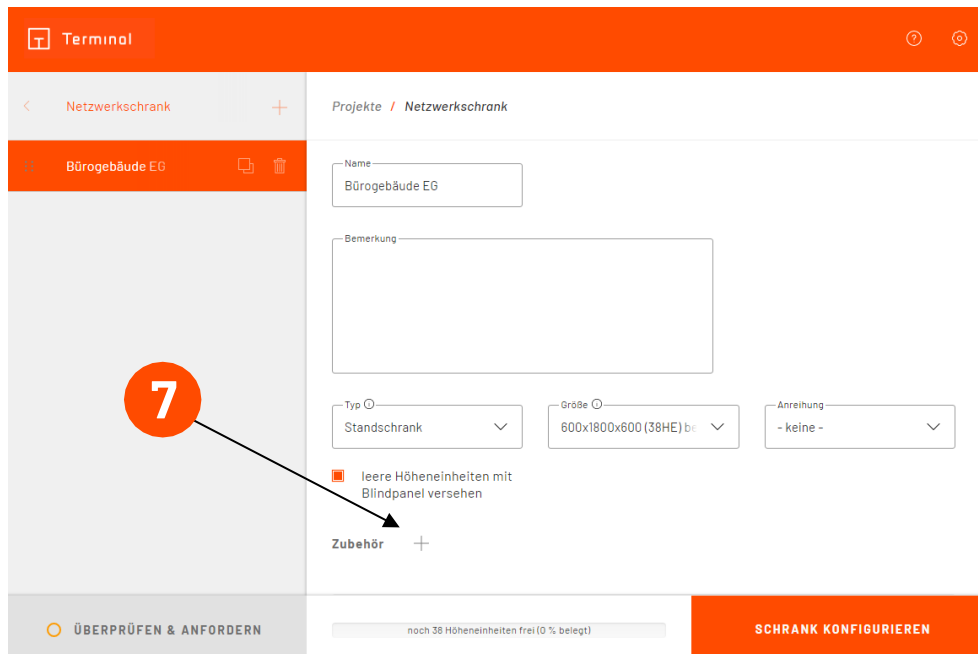 Terminal
Netzwerkschrank
Projekte / Netzwerkschrank
Bürogebäude EG
Name
Bürogebäude EG
Bemerkung
7
Typ
Größe
Anreihung
Standschrank
600x1800x600 (38HE) be
- keine -
leere Höheneinheiten mit
Blindpanel versehen
Zubehör
ÜBERPRÜFEN & ANFORDERN
noch 38 Höheneinheiten frei (0 % belegt)
SCHRANK KONFIGURIEREN